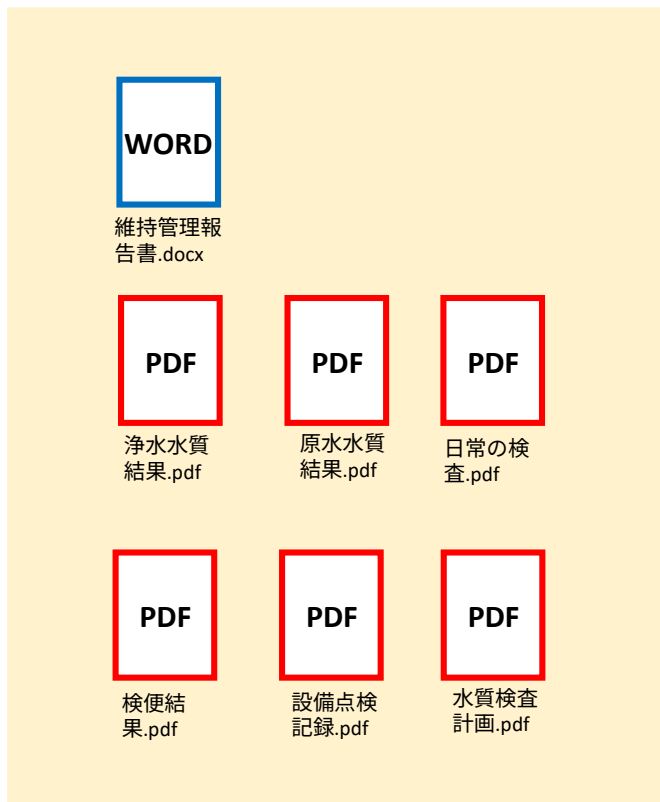 WORD
維持管理報
告書.docx
PDF
PDF
PDF
浄水水質
結果.pdf
原水水質
結果.pdf
日常の検
査.pdf
PDF
PDF
PDF
検便結
果.pdf
設備点検
記録.pdf
水質検査
計画.pdf